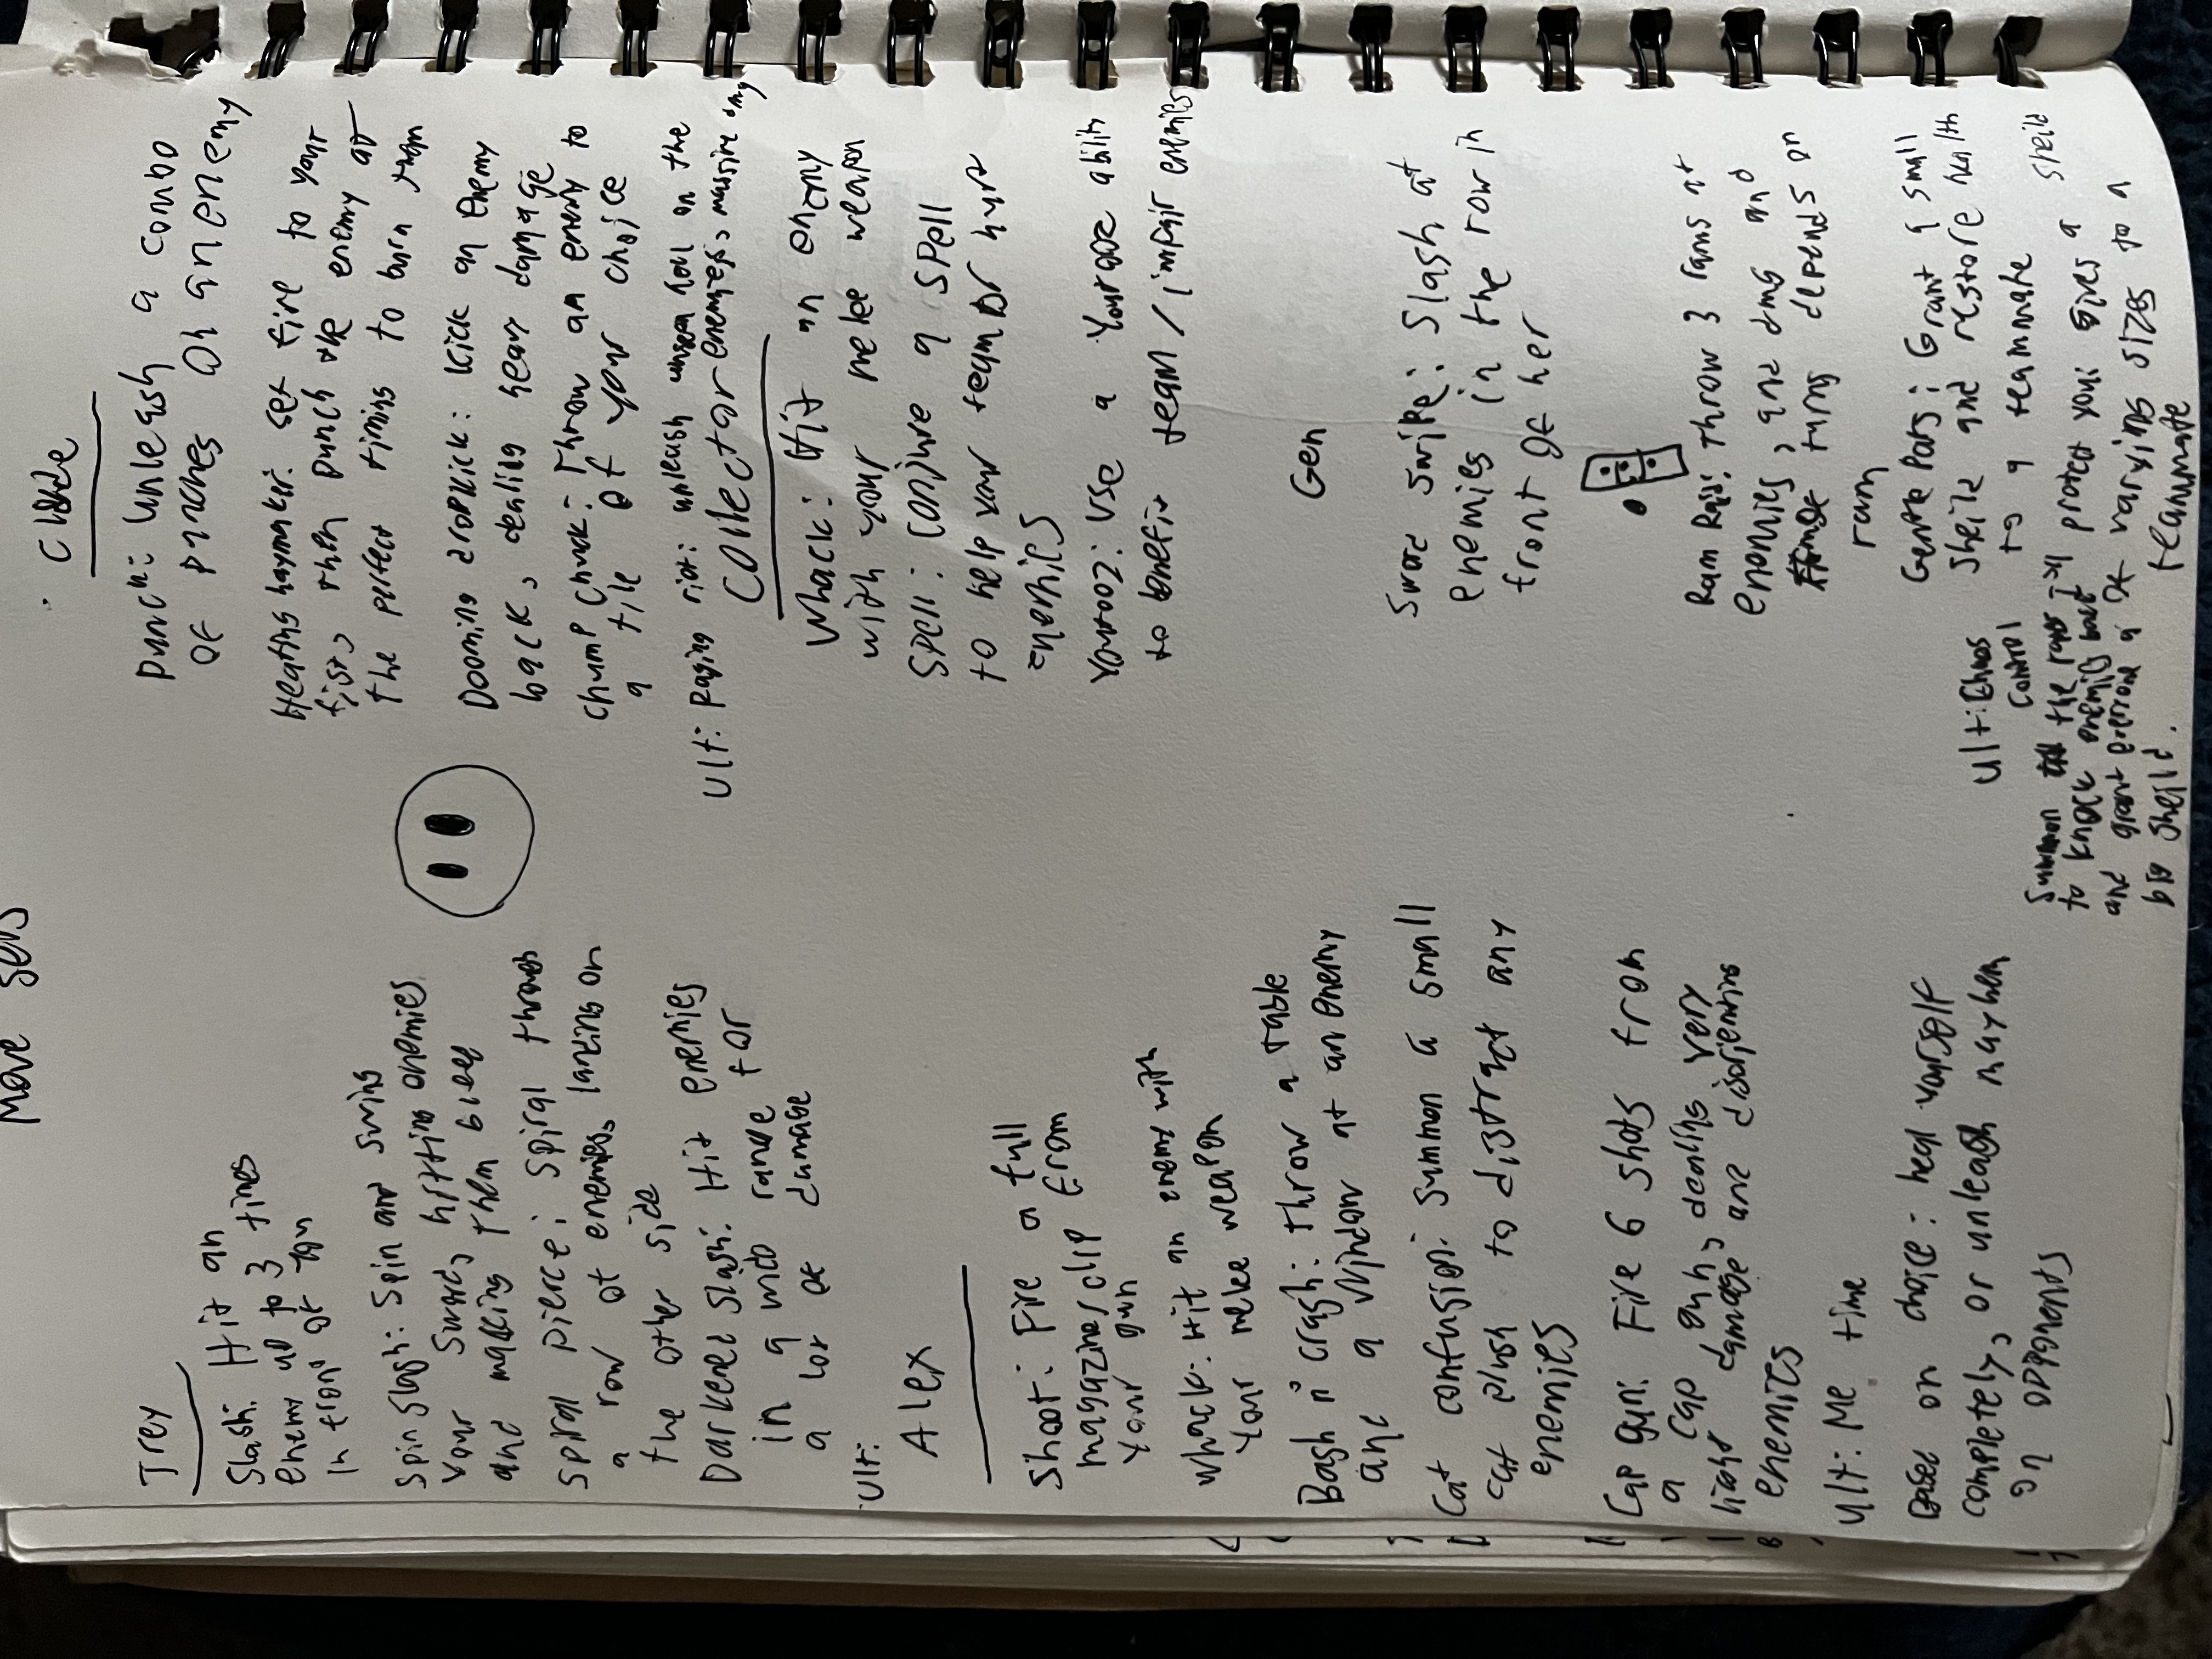 Move sets
Trey
Slash: Hit an
enemy up to 3 times
in front of you
Spin slash: Spin and swing
your sword, hitting enemies
and making them bleed
Spiral pierce: Spiral through
a row of enemies, landing on
the other side
Darkened slash: Hit enemies
in a wide range for
a lot of damage
Ult:
Alex
Shoot: Fire a full
magazine/clip from
your gun
Whack: Hit an enemy with
your melee weapon
Bash n' crash: Throw a table
and a window at an enemy
Cat confusion: Summon a small
cat plush to distract any
enemies
Cap gun: Fire 6 shots from
a cap gun, dealing very
light damage and disorienting
enemies
Ult: Me time
Based on choice: heal yourself
completely, or unleash mayhem
on opponents
Punch: Unleash a combo
of punches on an enemy
Heating haymaker: Set fire to your
fists, then punch the enemy at
the perfect timing to burn them
Dooming dropkick: Kick an enemy
back, dealing heavy damage
Chump chuck: Throw an enemy to
a tile of your choice
Ult: Raging riot: unleash unseen hell on the
enemies, massive dmg
Collector
Whack: Hit an enemy
with your melee weapon
Spell: Conjure a spell
to help your team or hurt
enemies
Youtooz: Use a Youtooz ability
to benefit team / impair enemies
Gen
Sword swipe: Slash at
enemies in the row in
front of her
Ram Raid: Throw 3 rams at
enemies, and dmg and
turns depends on
ram
Gentle Pats: Grant a small
sheild and restore health
to a teammate
I'll protect you: Gives a sheild
of varying sizes to a
teammate
Ult: Chaos
Control
Summon the rams
to knock enemies back
and grant everyone a
big sheild.